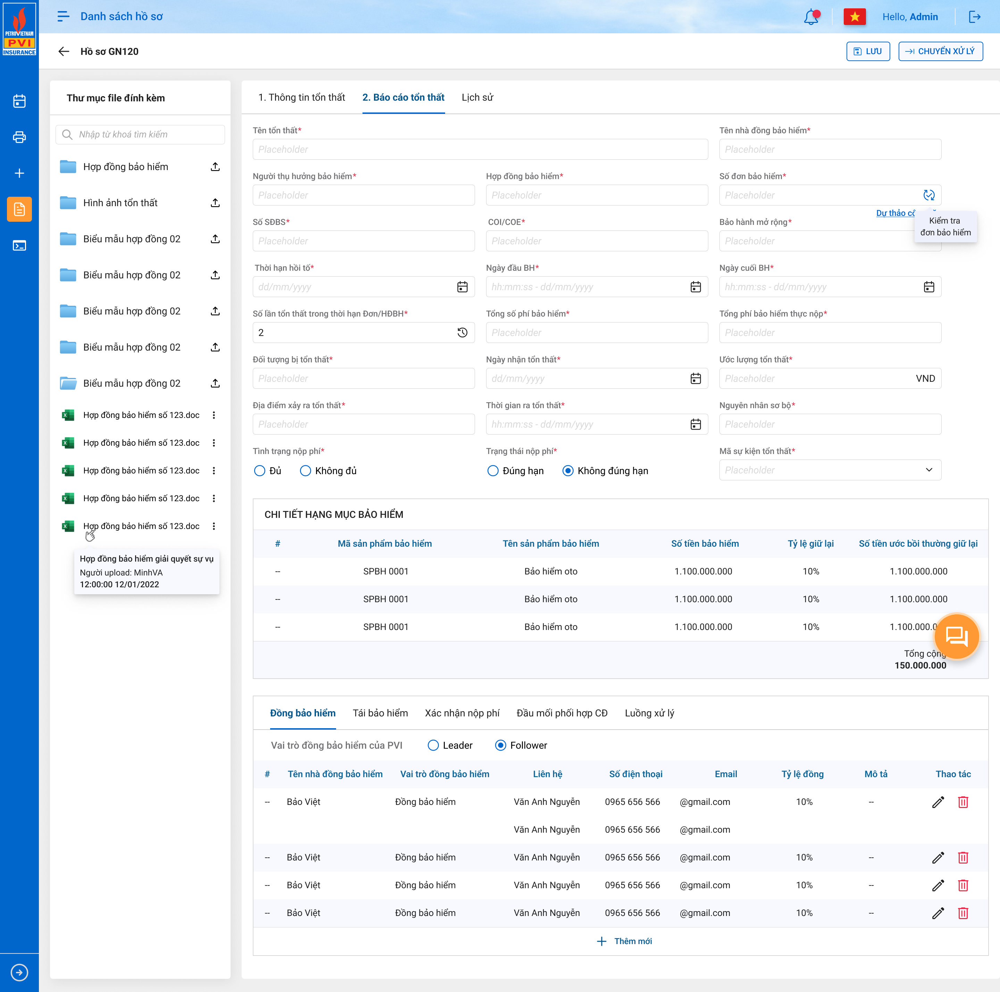 PETROVIETNAM
PVI
INSURANCE
Danh sách hồ sơ
Hello, Admin
Hồ sơ GN120
LƯU
CHUYỂN XỬ LÝ
Thư mục file đính kèm
Nhập từ khoá tìm kiếm
Hợp đồng bảo hiểm
Hình ảnh tổn thất
Biểu mẫu hợp đồng 02
Biểu mẫu hợp đồng 02
Biểu mẫu hợp đồng 02
Biểu mẫu hợp đồng 02
Biểu mẫu hợp đồng 02
Hợp đồng bảo hiểm số 123.doc
Hợp đồng bảo hiểm số 123.doc
Hợp đồng bảo hiểm số 123.doc
Hợp đồng bảo hiểm số 123.doc
Hợp đồng bảo hiểm số 123.doc
Hợp đồng bảo hiểm giải quyết sự vụ
Người upload: MinhVA
12:00:00 12/01/2022
1. Thông tin tổn thất 2. Báo cáo tổn thất Lịch sử
Tên tổn thất* Tên nhà đồng bảo hiểm*
Placeholder Placeholder
Người thụ hưởng bảo hiểm* Hợp đồng bảo hiểm* Số đơn bảo hiểm*
Placeholder Placeholder Placeholder
Dự thảo
Kiểm tra
đơn bảo hiểm
Số SĐBS* COI/COE* Bảo hành mở rộng*
Placeholder Placeholder Placeholder
Thời hạn hồi tố* Ngày đầu BH* Ngày cuối BH*
dd/mm/yyyy hh:mm:ss - dd/mm/yyyy hh:mm:ss - dd/mm/yyyy
Số lần tổn thất trong thời hạn Đơn/HĐBH* Tổng số phí bảo hiểm* Tổng phí bảo hiểm thực nộp*
2 Placeholder Placeholder
Đối tượng bị tổn thất* Ngày nhận tổn thất* Ước lượng tổn thất*
Placeholder dd/mm/yyyy Placeholder VND
Địa điểm xảy ra tổn thất* Thời gian ra tổn thất* Nguyên nhân sơ bộ*
Placeholder hh:mm:ss - dd/mm/yyyy Placeholder
Tình trạng nộp phí* Trạng thái nộp phí* Mã sự kiện tổn thất*
Đủ Không đủ Đúng hạn Không đúng hạn Placeholder
CHI TIẾT HẠNG MỤC BẢO HIỂM
# Mã sản phẩm bảo hiểm Tên sản phẩm bảo hiểm Số tiền bảo hiểm Tỷ lệ giữ lại Số tiền ước bồi thường giữ lại
-- SPBH 0001 Bảo hiểm oto 1.100.000.000 10% 1.100.000.000
-- SPBH 0001 Bảo hiểm oto 1.100.000.000 10% 1.100.000.000
-- SPBH 0001 Bảo hiểm oto 1.100.000.000 10% 1.100.000.0
Tổng cộng
150.000.000
Đồng bảo hiểm Tái bảo hiểm Xác nhận nộp phí Đầu mối phối hợp CĐ Luồng xử lý
Vai trò đồng bảo hiểm của PVI Leader Follower
# Tên nhà đồng bảo hiểm Vai trò đồng bảo hiểm Liên hệ Số điện thoại Email Tỷ lệ đồng Mô tả Thao tác
-- Bảo Việt Đồng bảo hiểm Văn Anh Nguyễn 0965 656 566 @gmail.com 10% --
Văn Anh Nguyễn 0965 656 566 @gmail.com
-- Bảo Việt Đồng bảo hiểm Văn Anh Nguyễn 0965 656 566 @gmail.com 10% --
-- Bảo Việt Đồng bảo hiểm Văn Anh Nguyễn 0965 656 566 @gmail.com 10% --
-- Bảo Việt Đồng bảo hiểm Văn Anh Nguyễn 0965 656 566 @gmail.com 10% --
Thêm mới